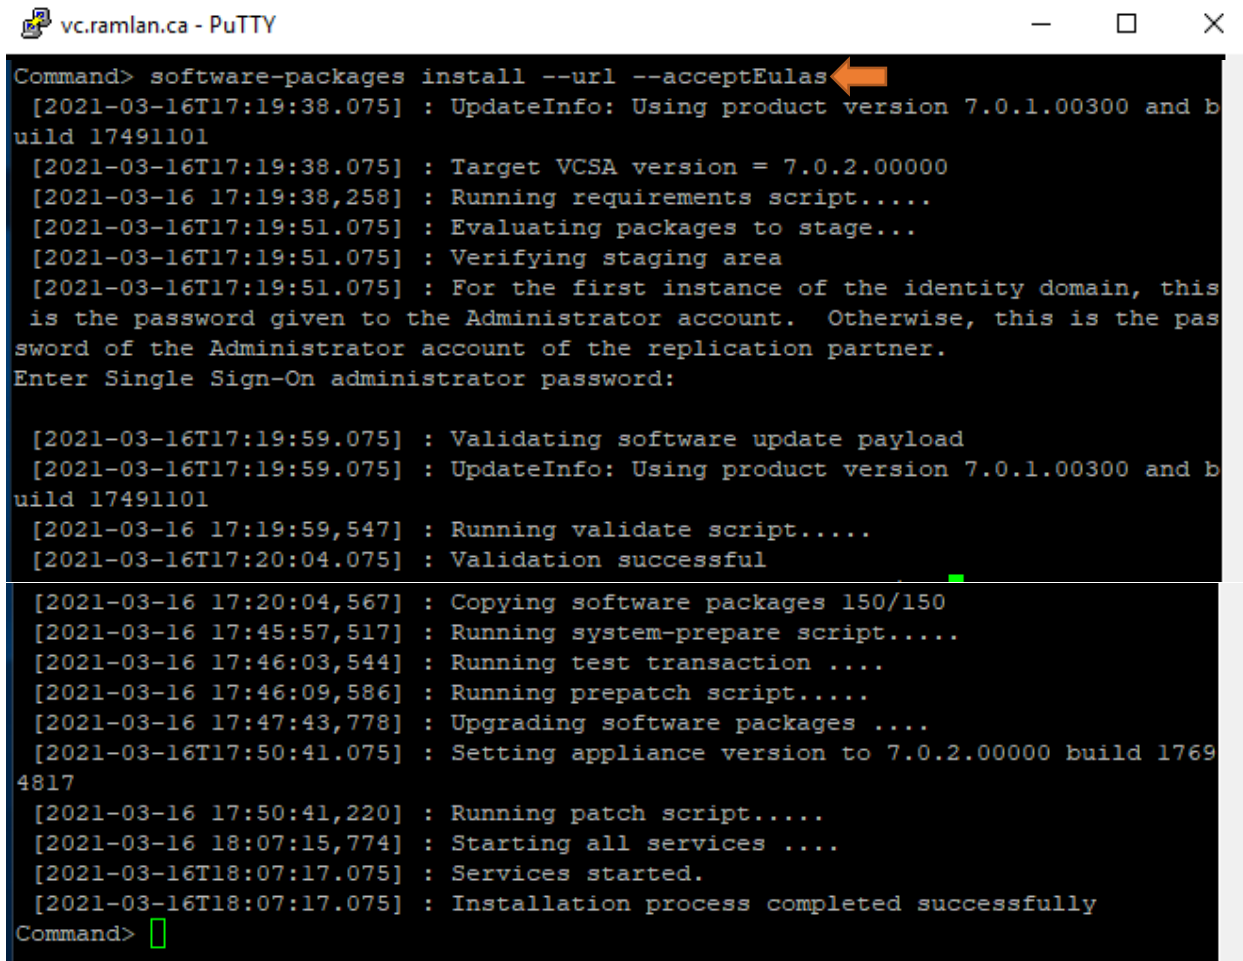 vc.ramlan.ca - PuTTY
Command> software-packages install --url --acceptEulas
[2021-03-16T17:19:38.075] : UpdateInfo: Using product version 7.0.1.00300 and b
uild 17491101
[2021-03-16T17:19:38.075] : Target VCSA version = 7.0.2.00000
[2021-03-16 17:19:38,258] : Running requirements script.....
[2021-03-16T17:19:51.075] : Evaluating packages to stage...
[2021-03-16T17:19:51.075] : Verifying staging area
[2021-03-16T17:19:51.075] : For the first instance of the identity domain, this
is the password given to the Administrator account.  Otherwise, this is the pas
sword of the Administrator account of the replication partner.
Enter Single Sign-On administrator password:
[2021-03-16T17:19:59.075] : Validating software update payload
[2021-03-16T17:19:59.075] : UpdateInfo: Using product version 7.0.1.00300 and b
uild 17491101
[2021-03-16 17:19:59,547] : Running validate script.....
[2021-03-16T17:20:04.075] : Validation successful
[2021-03-16 17:20:04,567] : Copying software packages 150/150
[2021-03-16 17:45:57,517] : Running system-prepare script.....
[2021-03-16 17:46:03,544] : Running test transaction ....
[2021-03-16 17:46:09,586] : Running prepatch script.....
[2021-03-16 17:47:43,778] : Upgrading software packages ....
[2021-03-16T17:50:41.075] : Setting appliance version to 7.0.2.00000 build 1769
4817
[2021-03-16 17:50:41,220] : Running patch script.....
[2021-03-16 18:07:15,774] : Starting all services ....
[2021-03-16T18:07:17.075] : Services started.
[2021-03-16T18:07:17.075] : Installation process completed successfully
Command>